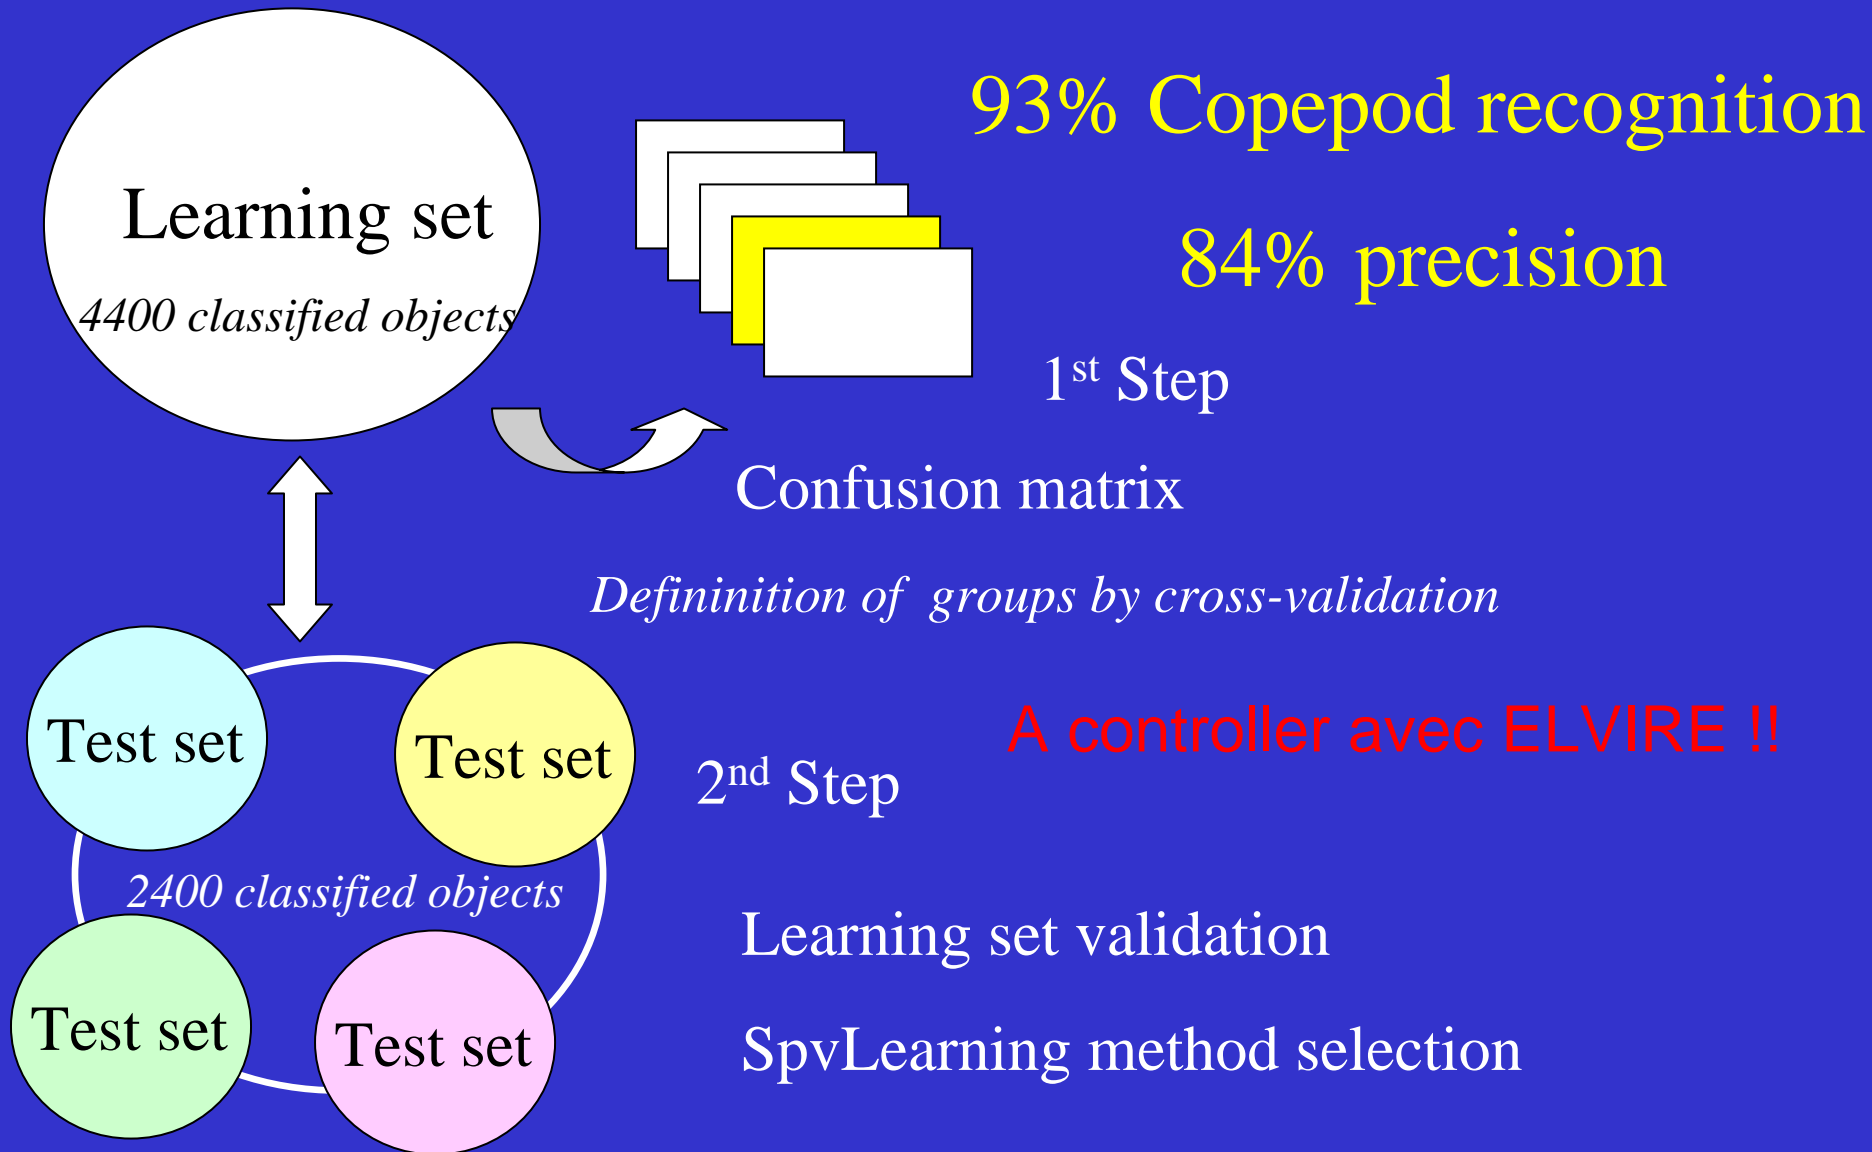 93% Copepod recognition
Learning set
84% precision
4400 classified objects
1st Step
Confusion matrix
Defininition of groups by cross-validation
A controller avec ELVIRE !!
Test set
Test set
2nd Step
2400 classified objects
Learning set validation
Test set
Test set
SpvLearning method selection